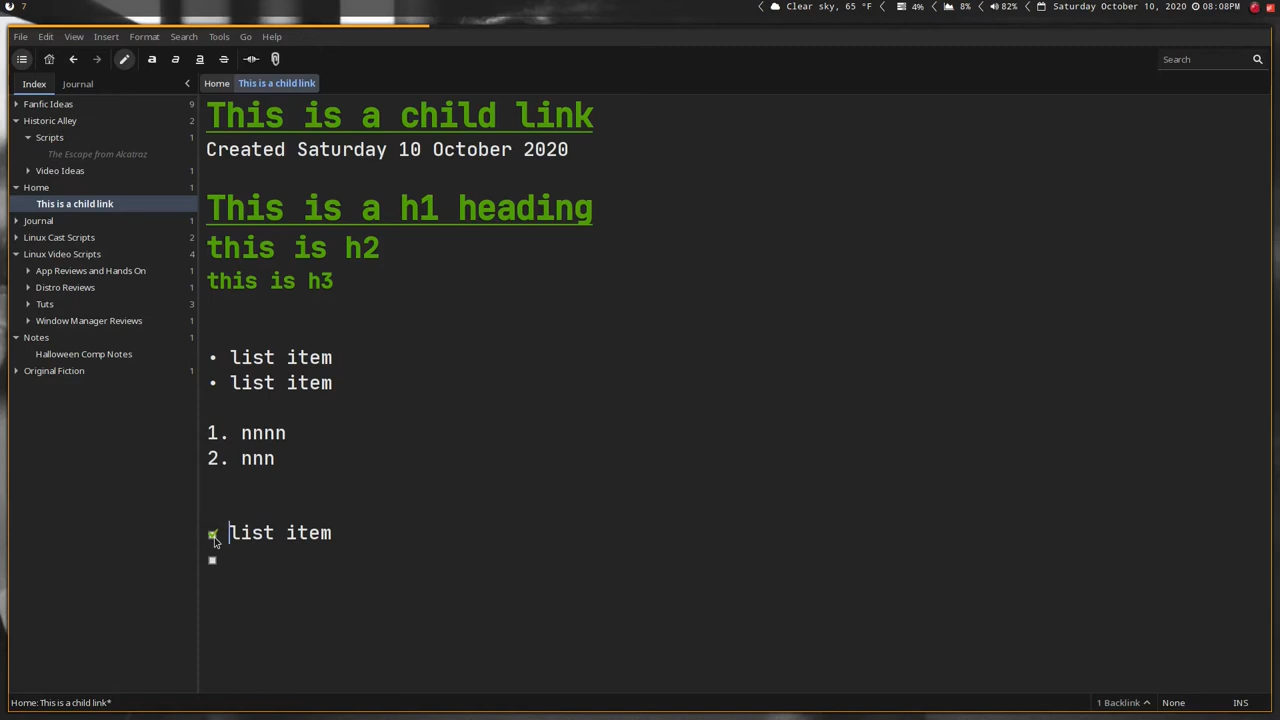 7
Clear sky, 65 °F
4%
8%
82%
Saturday October 10, 2020
08:08PM
File Edit View Insert Format Search Tools Go Help
a a a a
Search
Index Journal
Home This is a child link
Fanfic Ideas 9
Historic Alley 2
Scripts 1
The Escape from Alcatraz
Video Ideas 1
Home 1
This is a child link
Journal 1
Linux Cast Scripts 2
Linux Video Scripts 4
App Reviews and Hands On 1
Distro Reviews 1
Tuts 3
Window Manager Reviews 1
Notes 1
Halloween Comp Notes
Original Fiction 1
This is a child link
Created Saturday 10 October 2020
This is a h1 heading
this is h2
this is h3
• list item
• list item
1. nnnn
2. nnn
list item
Home:This is a child link*
1 Backlink
None
INS